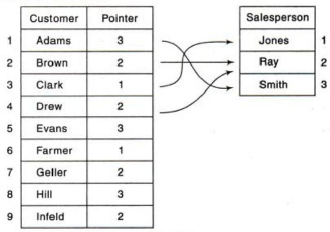 Customer Pointer
1 Adams 3
2 Brown 2
3 Clark 1
4 Drew 2
5 Evans 3
6 Farmer 1
7 Geller 2
8 Hill 3
9 Infeld 2
Salesperson
Jones 1
Ray 2
Smith 3